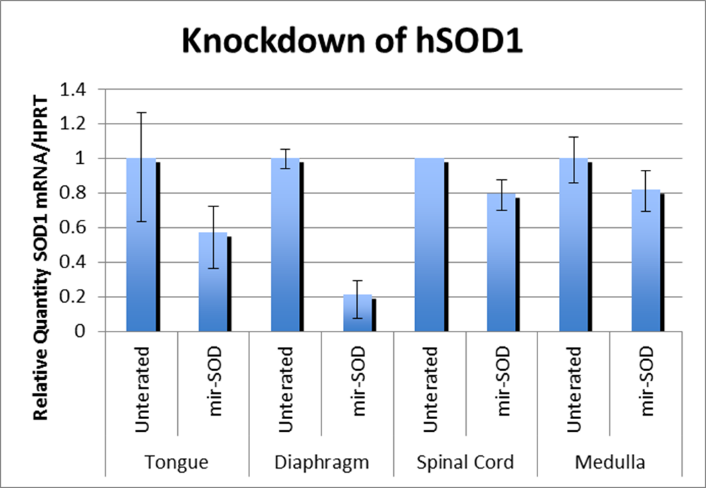 Knockdown of hSOD1
Relative Quantity SOD1 mRNA/HPRT
1.4
1.2
1
0.8
0.6
0.4
0.2
0
Unterated
mir-SOD
Unterated
mir-SOD
Unterated
mir-SOD
Unterated
mir-SOD
Tongue
Diaphragm
Spinal Cord
Medulla